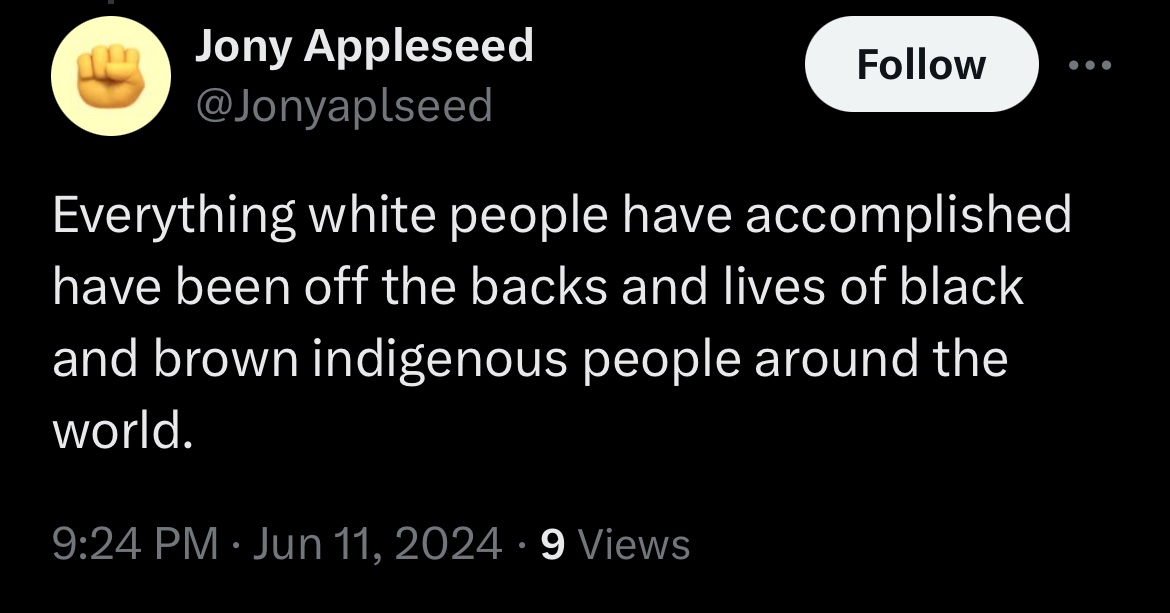 Jony Appleseed
@Jonyaplseed
Follow
Everything white people have accomplished
have been off the backs and lives of black
and brown indigenous people around the
world.
9:24 PM · Jun 11, 2024 · 9 Views